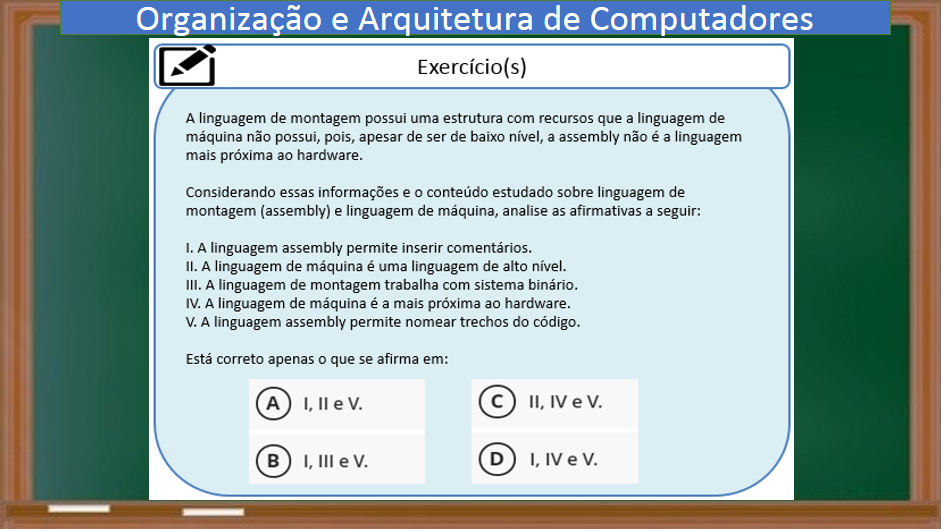 Organização e Arquitetura de Computadores
Exercício(s)
A linguagem de montagem possui uma estrutura com recursos que a linguagem de
máquina não possui, pois, apesar de ser de baixo nível, a assembly não é a linguagem
mais próxima ao hardware.
Considerando essas informações e o conteúdo estudado sobre linguagem de
montagem (assembly) e linguagem de máquina, analise as afirmativas a seguir:
I. A linguagem assembly permite inserir comentários.
II. A linguagem de máquina é uma linguagem de alto nível.
III. A linguagem de montagem trabalha com sistema binário.
IV. A linguagem de máquina é a mais próxima ao hardware.
V. A linguagem assembly permite nomear trechos do código.
Está correto apenas o que se afirma em:
A I, II e V.
B I, III e V.
C II, IV e V.
D I, IV e V.